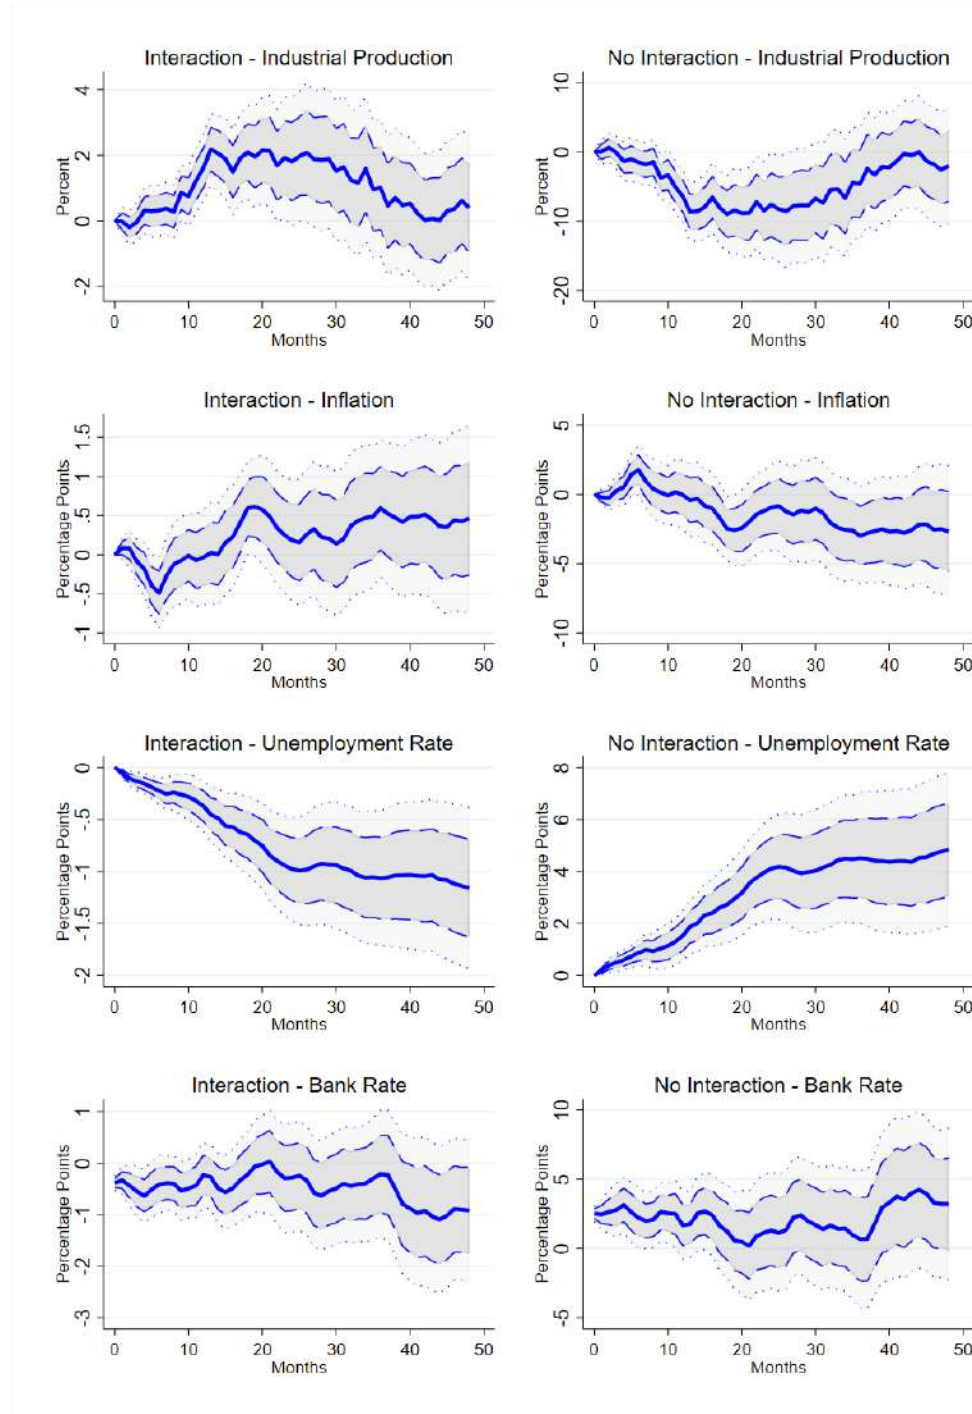 Interaction - Industrial Production
Percent
4
2
0
-2
0 10 20 30 40 50
Months
No Interaction - Industrial Production
Percent
10
0
-10
-20
0 10 20 30 40 50
Months
Interaction - Inflation
Percentage Points
1.5
1
.5
0
-.5
-1
0 10 20 30 40 50
Months
No Interaction - Inflation
Percentage Points
5
0
-5
-10
0 10 20 30 40 50
Months
Interaction - Unemployment Rate
Percentage Points
0
-.5
-1
-1.5
-2
0 10 20 30 40 50
Months
No Interaction - Unemployment Rate
Percentage Points
8
6
4
2
0
0 10 20 30 40 50
Months
Interaction - Bank Rate
Percentage Points
1
0
-1
-2
-3
0 10 20 30 40 50
Months
No Interaction - Bank Rate
Percentage Points
10
5
0
-5
0 10 20 30 40 50
Months